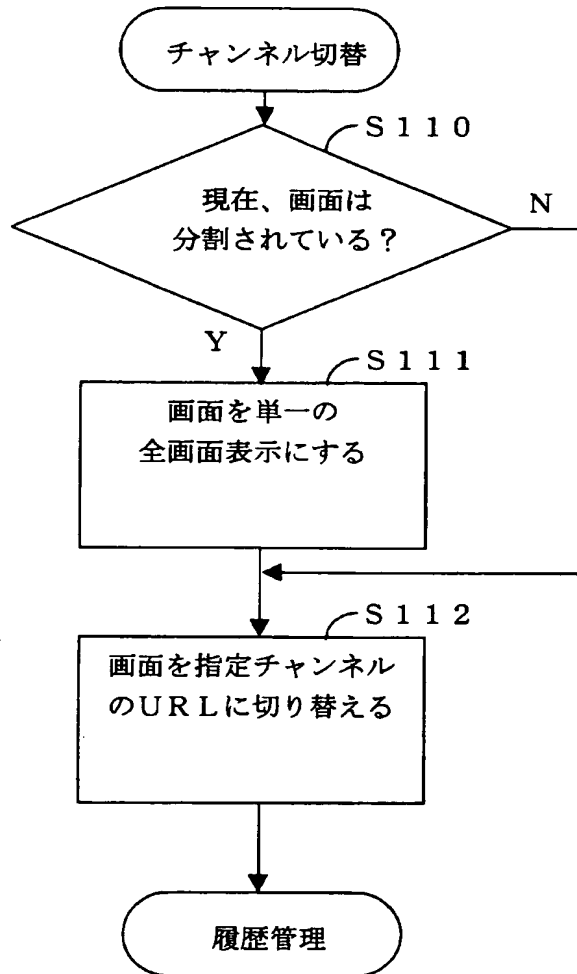 チャンネル切替
S110
現在、画面は
分割されている？
N
Y
S111
画面を単一の
全画面表示にする
S112
画面を指定チャンネル
のURLに切り替える
履歴管理